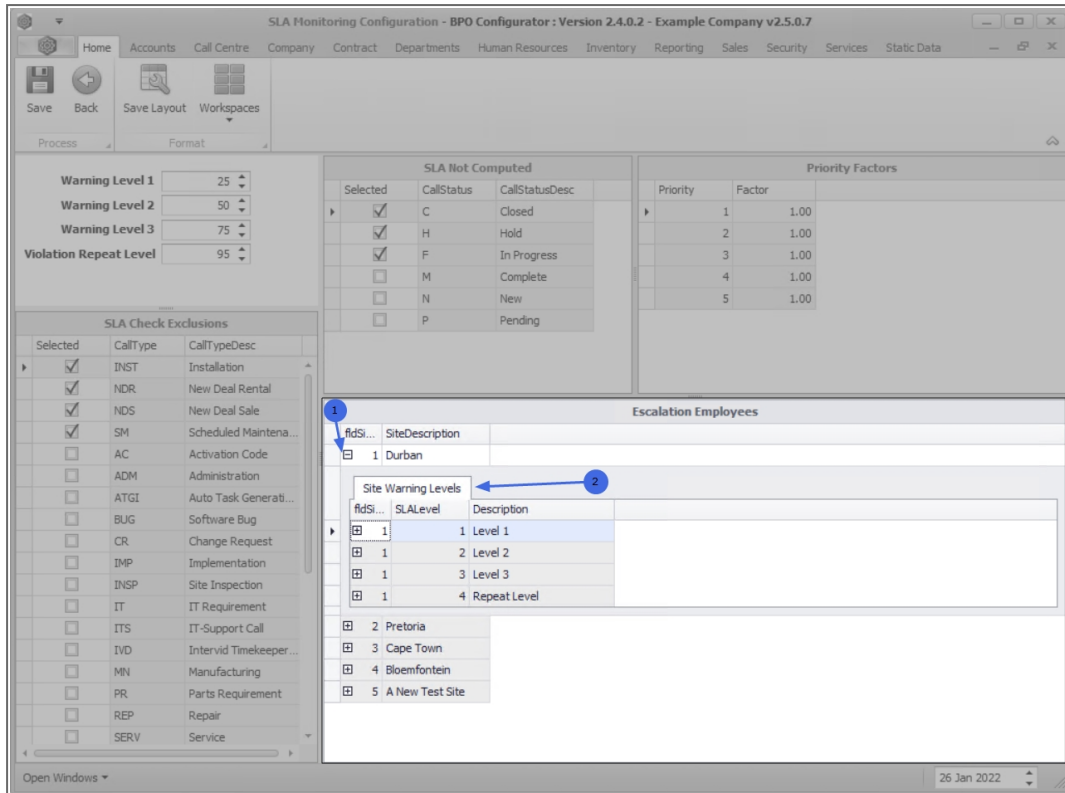 SLA Monitoring Configuration - BPO Configurator : Version 2.4.0.2 - Example Company v2.5.0.7
Home Accounts Call Centre Company Contract Departments Human Resources Inventory Reporting Sales Security Services Static Data
Save Back Save Layout Workspaces
Process Format
Warning Level 1 25
Warning Level 2 50
Warning Level 3 75
Violation Repeat Level 95
SLA Not Computed
Selected CallStatus CallStatusDesc
C Closed
H Hold
F In Progress
M Complete
N New
P Pending
Priority Factors
Priority Factor
1 1.00
2 1.00
3 1.00
4 1.00
5 1.00
SLA Check Exclusions
Selected CallType CallTypeDesc
INST Installation
NDR New Deal Rental
NDS New Deal Sale
SM Scheduled Maintena...
AC Activation Code
ADM Administration
ATGI Auto Task Generati...
BUG Software Bug
CR Change Request
IMP Implementation
INSP Site Inspection
IT IT Requirement
ITS IT-Support Call
IVD Intervid Timekeeper...
MN Manufacturing
PR Parts Requirement
REP Repair
SERV Service
1
Escalation Employees
fldSi... SiteDescription
1 Durban
Site Warning Levels 2
fldSi... SLALevel Description
1 1 Level 1
1 2 Level 2
1 3 Level 3
1 4 Repeat Level
2 Pretoria
3 Cape Town
4 Bloemfontein
5 A New Test Site
Open Windows 26 Jan 2022